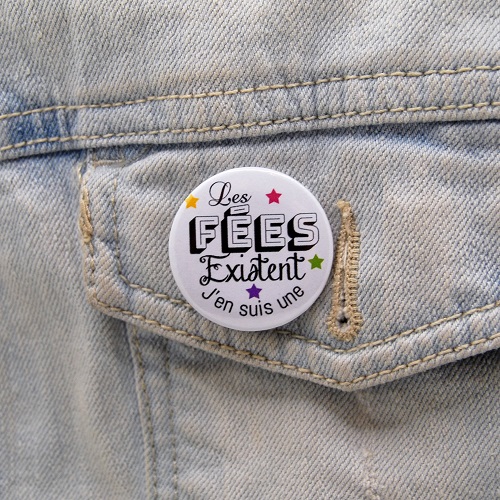 Les
FÉES
Existent
J'en suis une